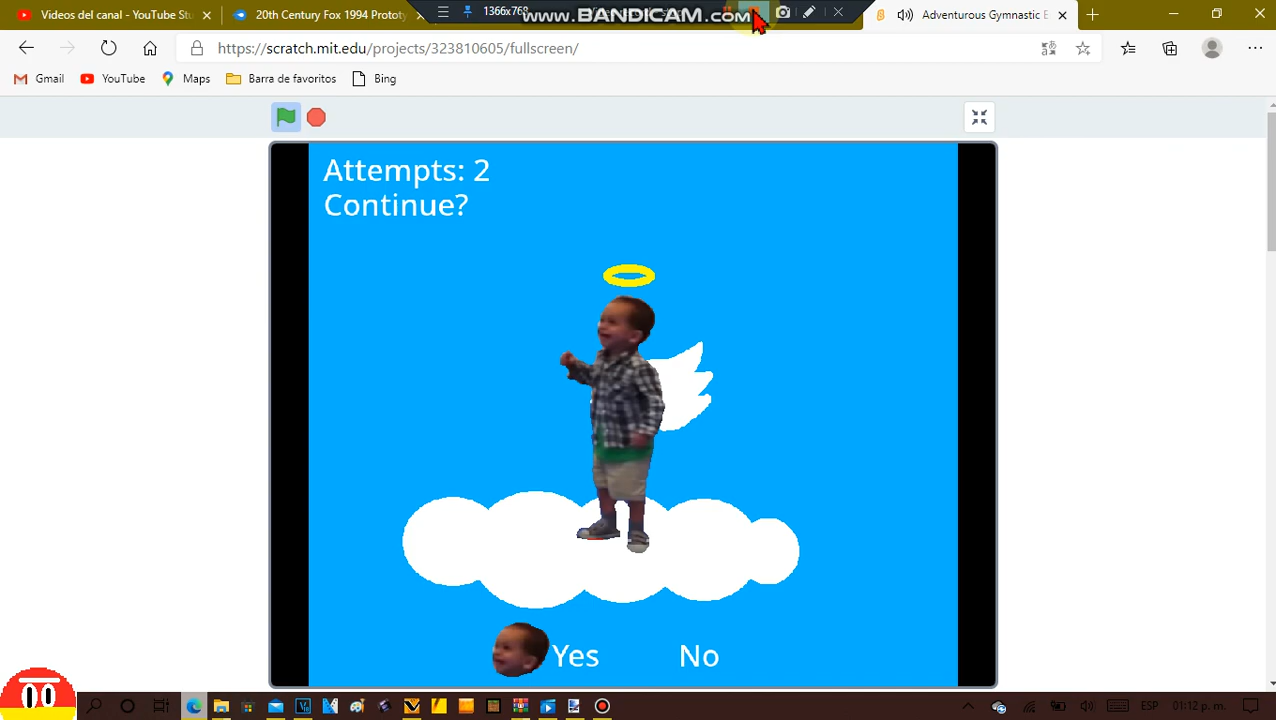 Videos del canal - YouTube Stu
20th Century Fox 1994 Prototy
1366x768
www.BANDICAM.com
Adventurous Gymnastic E
https://scratch.mit.edu/projects/323810605/fullscreen/
Gmail
YouTube
Maps
Barra de favoritos
Bing
Attempts: 2
Continue?
Yes
No
ESP
01:12 p. m.